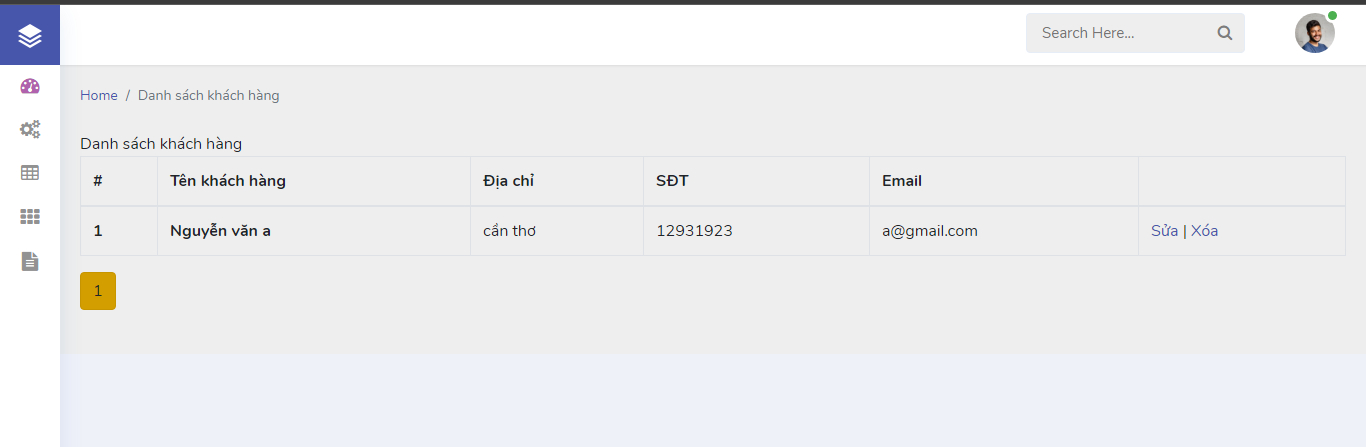 Search Here...
Home / Danh sách khách hàng
Danh sách khách hàng
# Tên khách hàng Địa chỉ SĐT Email
1 Nguyễn văn a cần thơ 12931923 a@gmail.com Sửa | Xóa
1